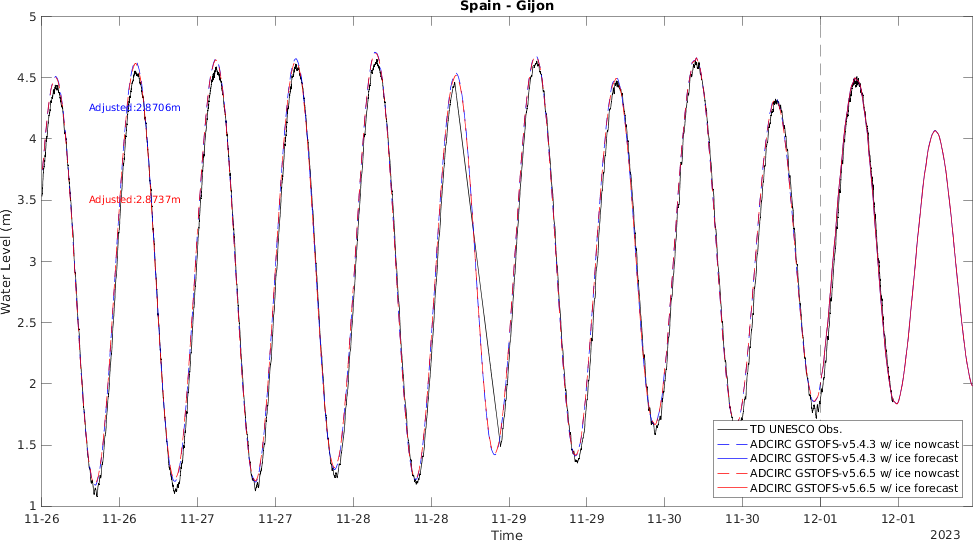 Spain - Gijon
5
4.5
4
3.5
3
2.5
2
1.5
1
Water Level (m)
Adjusted:2.8706m
Adjusted:2.8737m
TD UNESCO Obs.
ADCIRC GSTOFS-v5.4.3 w/ ice nowcast
ADCIRC GSTOFS-v5.4.3 w/ ice forecast
ADCIRC GSTOFS-v5.6.5 w/ ice nowcast
ADCIRC GSTOFS-v5.6.5 w/ ice forecast
11-26 11-26 11-27 11-27 11-28 11-28 11-29 11-29 11-30 11-30 12-01 12-01
Time
2023